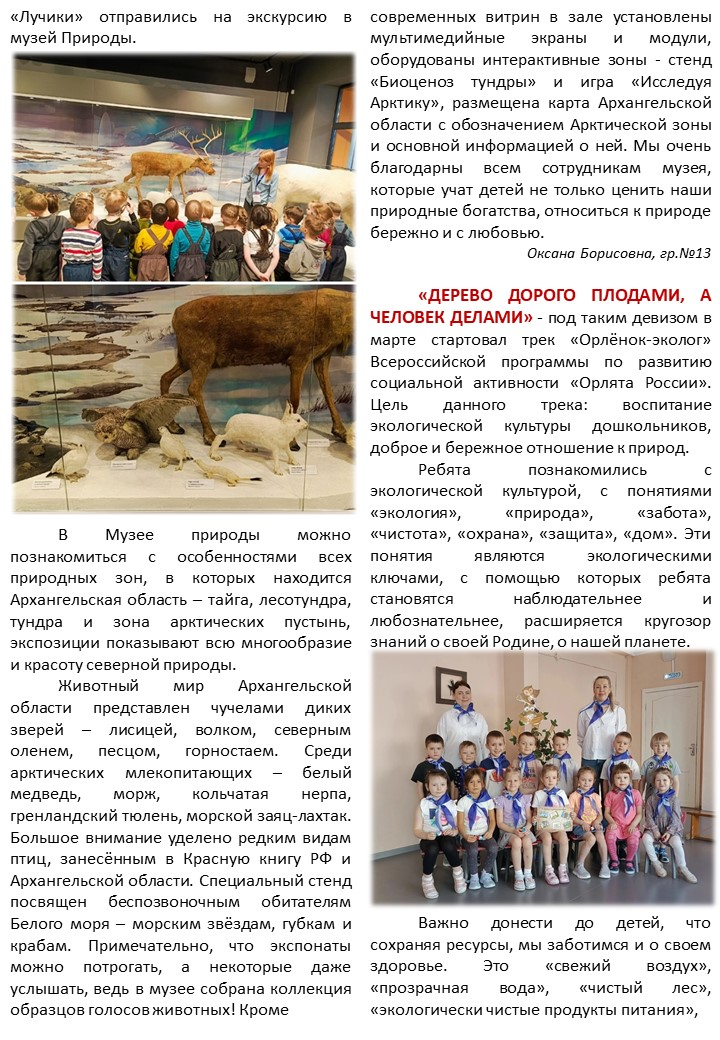 «Лучики» отправились на экскурсию в
музей Природы.
В Музее природы можно
познакомиться с особенностями всех
природных зон, в которых находится
Архангельская область – тайга, лесотундра,
тундра и зона арктических пустынь,
экспозиции показывают всю многообразие
и красоту северной природы.
Животный мир Архангельской
области представлен чучелами диких
зверей – лисицей, волком, северным
оленем, песцом, горностаем. Среди
арктических млекопитающих – белый
медведь, морж, кольчатая нерпа,
гренландский тюлень, морской заяц-лахтак.
Большое внимание уделено редким видам
птиц, занесённым в Красную книгу РФ и
Архангельской области. Специальный стенд
посвящен беспозвоночным обитателям
Белого моря – морским звёздам, губкам и
крабам. Примечательно, что экспонаты
можно потрогать, а некоторые даже
услышать, ведь в музее собрана коллекция
образцов голосов животных! Кроме
современных витрин в зале установлены
мультимедийные экраны и модули,
оборудованы интерактивные зоны - стенд
«Биоценоз тундры» и игра «Исследуя
Арктику», размещена карта Архангельской
области с обозначением Арктической зоны
и основной информацией о ней. Мы очень
благодарны всем сотрудникам музея,
которые учат детей не только ценить наши
природные богатства, относиться к природе
бережно и с любовью.
Оксана Борисовна, гр.№13
«ДЕРЕВО ДОРОГО ПЛОДАМИ, А
ЧЕЛОВЕК ДЕЛАМИ» - под таким девизом в
марте стартовал трек «Орлёнок-эколог»
Всероссийской программы по развитию
социальной активности «Орлята России».
Цель данного трека: воспитание
экологической культуры дошкольников,
доброе и бережное отношение к природ.
Ребята познакомились с
экологической культурой, с понятиями
«экология», «природа», «забота»,
«чистота», «охрана», «защита», «дом». Эти
понятия являются экологическими
ключами, с помощью которых ребята
становятся наблюдательнее и
любознательнее, расширяется кругозор
знаний о своей Родине, о нашей планете.
Важно донести до детей, что
сохраняя ресурсы, мы заботимся и о своем
здоровье. Это «свежий воздух»,
«прозрачная вода», «чистый лес»,
«экологически чистые продукты питания»,